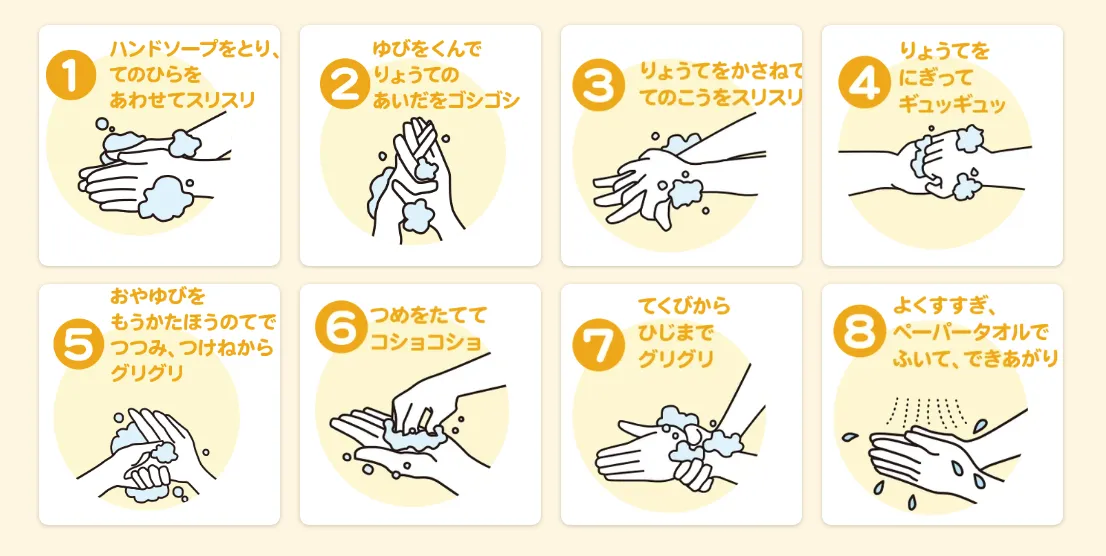 1
ハンドソープをとり、
てのひらを
あわせてスリスリ
2
ゆびをくんで
りょうての
あいだをゴシゴシ
3
りょうてをかさねて
てのこうをスリスリ
4
りょうてを
にぎって
ギュッギュッ
5
おやゆびを
もうかたほうのてで
つつみ、つけねから
グリグリ
6
つめをたてて
コショコショ
7
てくびから
ひじまで
グリグリ
8
よくすすぎ、
ペーパータオルで
ふいて、できあがり